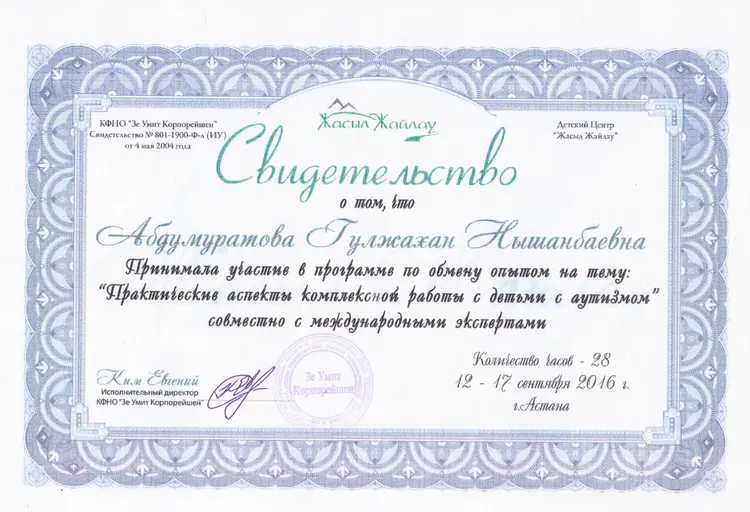 КФНО "Зе Умит Корпорейшен"
Свидетельство № 801-1900-Ф-л (ИУ)
от 4 мая 2004 года
Жасыл Жайлау
Детский Центр
"Жасыл Жайлау"
Свидетельство
о том, что
Абдумуратова Гулжахан Нышанбаевна
Принимала участие в программе по обмену опытом на тему:
"Практические аспекты комплексной работы с детьми с аутизмом"
совместно с международными экспертами
Ким Евгений
Исполнительный директор
КФНО "Зе Умит Корпорейшен"
Зе Умит
Корпорейшен
Количество часов - 28
12 - 17 сентября 2016 г.
г.Астана